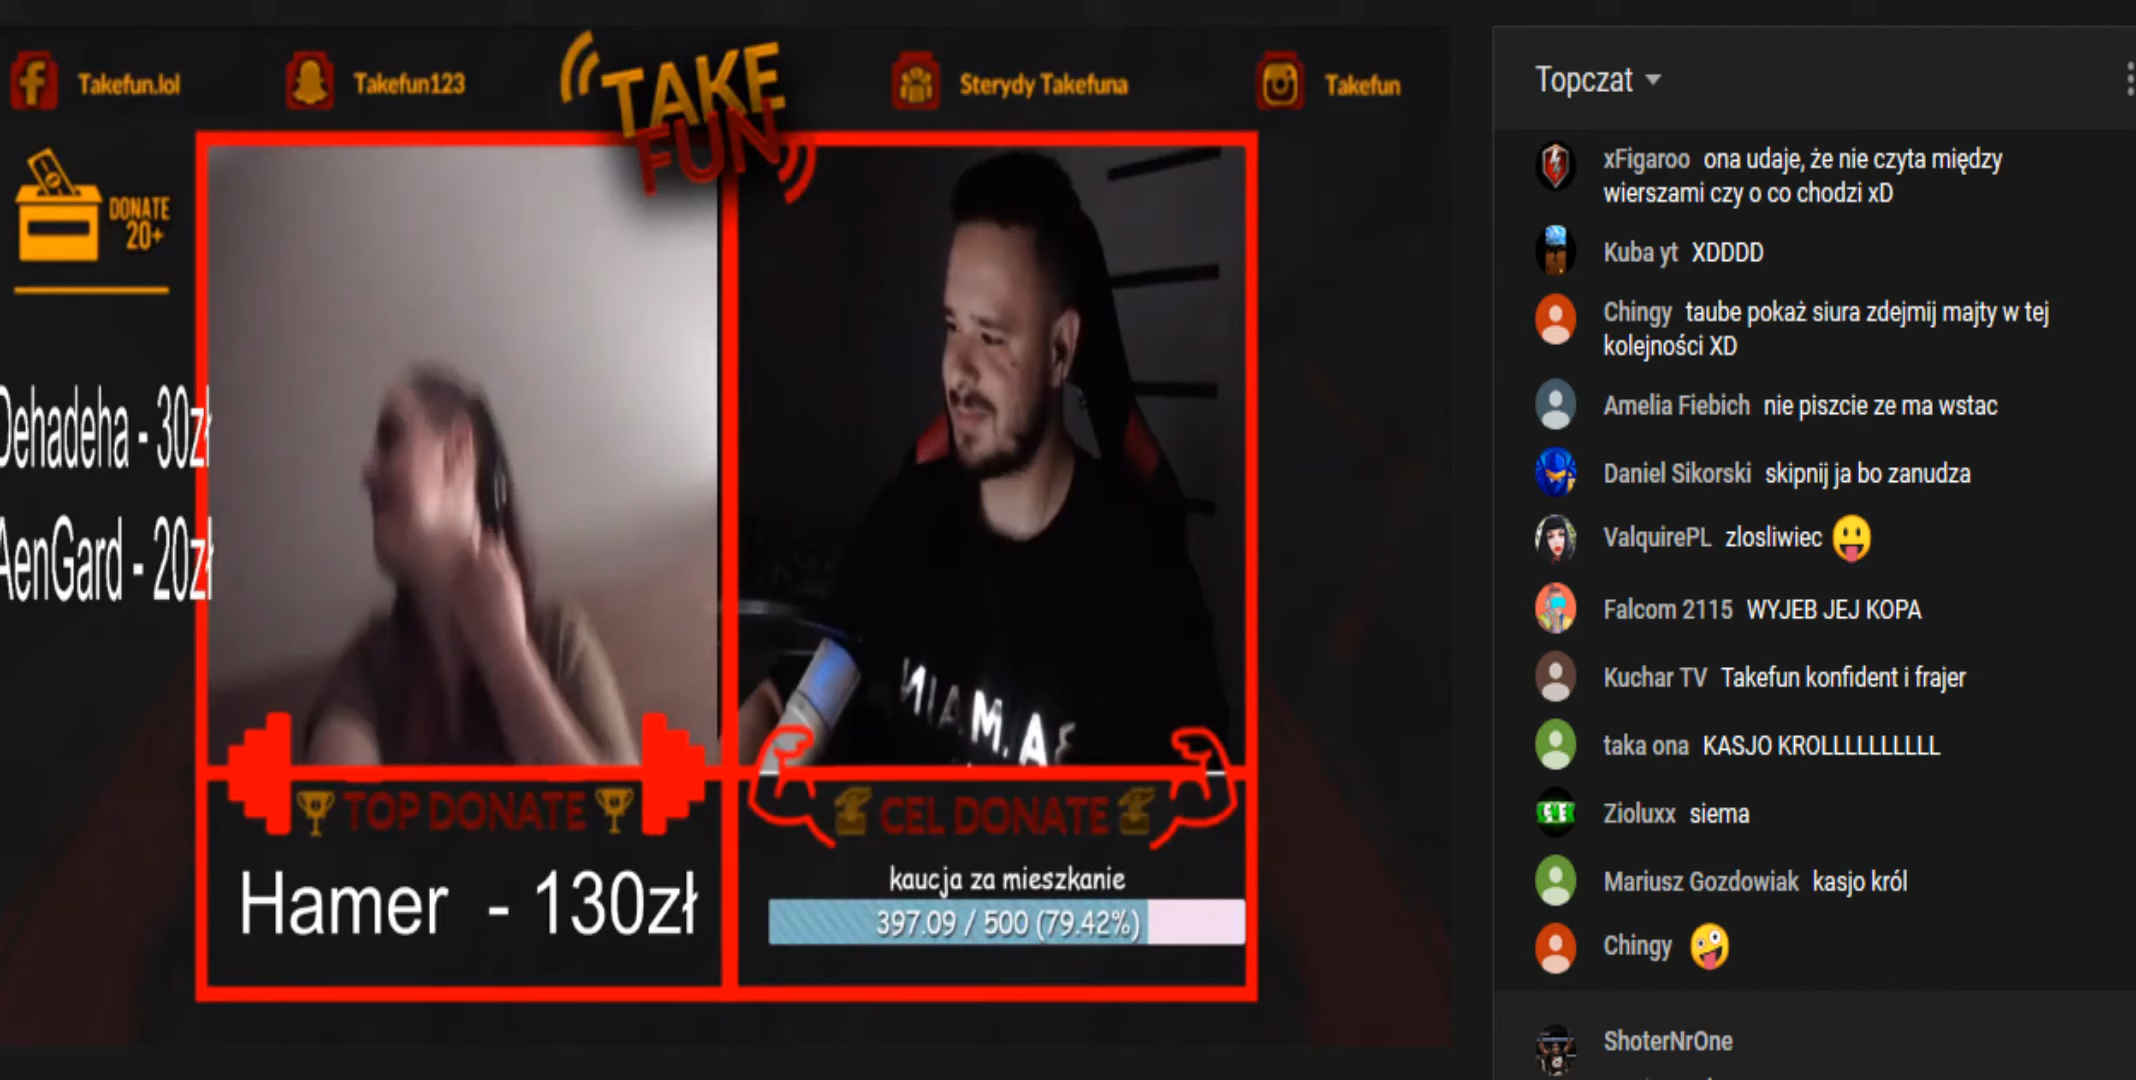 Takefun.lol
Takefun123
TAKE
FUN
Sterydy Takefuna
Takefun
DONATE
20+
Dehadeha - 30zł
AenGard - 20zł
TOP DONATE
Hamer - 130zł
CEL DONATE
kaucja za mieszkanie
397.09 / 500 (79.42%)
Topczat
xFigaroo ona udaje, że nie czyta między
wierszami czy o co chodzi xD
Kuba yt XDDDD
Chingy taube pokaż siura zdejmij majty w tej
kolejności XD
Amelia Fiebich nie piszcie ze ma wstac
Daniel Sikorski skipnij ja bo zanudza
ValquirePL zlosliwiec 😛
Falcom 2115 WYJEB JEJ KOPA
Kuchar TV Takefun konfident i frajer
taka ona KASJO KROLLLLLLLLLL
Zioluxx siema
Mariusz Gozdowiak kasjo król
Chingy 🤪
ShoterNrOne